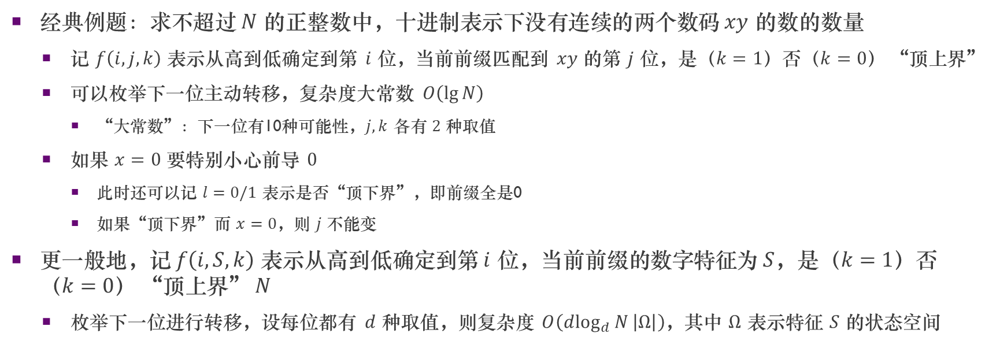 经典例题：求不超过 N 的正整数中，十进制表示下没有连续的两个数码 xy 的数的数量
记 f(i,j,k) 表示从高到低确定到第 i 位，当前前缀匹配到 xy 的第 j 位，是（k = 1）否（k = 0）“顶上界”
可以枚举下一位主动转移，复杂度大常数 O(lg N)
“大常数”：下一位有10种可能性，j,k 各有 2 种取值
如果 x = 0 要特别小心前导 0
此时还可以记 l = 0/1 表示是否“顶下界”，即前缀全是0
如果“顶下界”而 x = 0，则 j 不能变
更一般地，记 f(i,S,k) 表示从高到低确定到第 i 位，当前前缀的数字特征为 S，是（k = 1）否
（k = 0）“顶上界” N
枚举下一位进行转移，设每位都有 d 种取值，则复杂度 O(dlog_d N |Ω|)，其中 Ω 表示特征 S 的状态空间